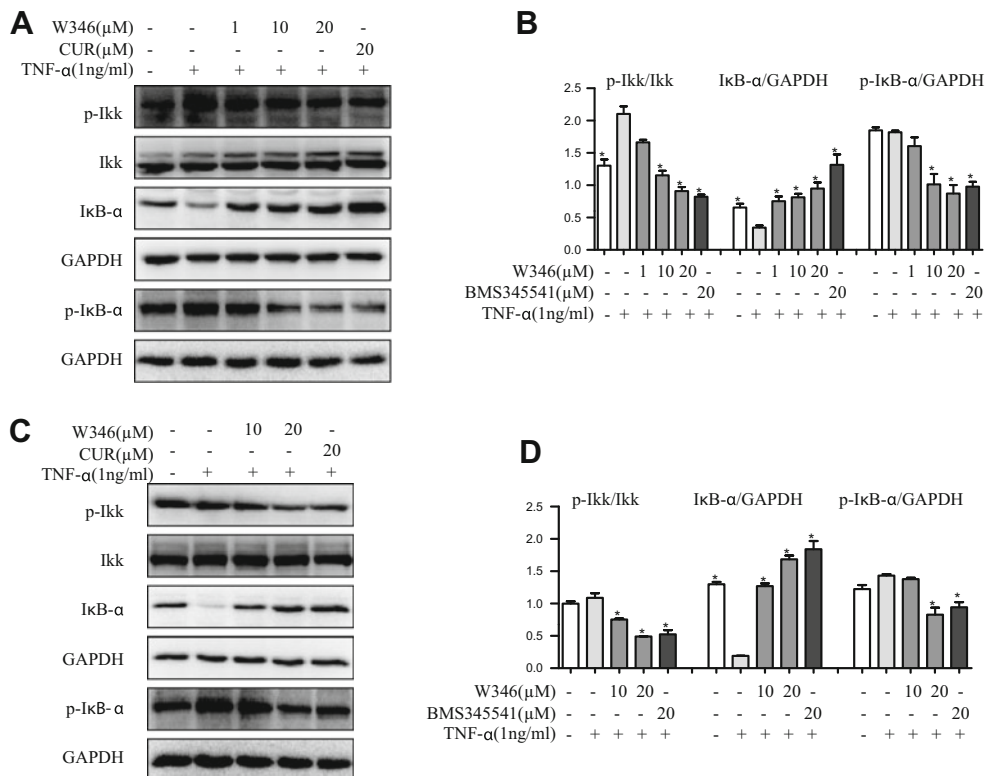 A
W346(µM) - - 1 10 20 -
CUR(µM) - - - - - 20
TNF-α(1ng/ml) - + + + + +
p-Ikk
Ikk
IκB-α
GAPDH
p-IκB-α
GAPDH
B
p-Ikk/Ikk IκB-α/GAPDH p-IκB-α/GAPDH
2.5
2.0
1.5
1.0
0.5
0.0
* * * * * * * * * * * * *
W346(µM) - - 1 10 20 - - - 1 10 20 - - - 1 10 20 -
BMS345541(µM) - - - - - 20 - - - - - 20 - - - - - 20
TNF-α(1ng/ml) - + + + + + - + + + + + - + + + + +
C
W346(µM) - - 10 20 -
CUR(µM) - - - - 20
TNF-α(1ng/ml) - + + + +
p-Ikk
Ikk
IκB-α
GAPDH
p-IκB-α
GAPDH
D
p-Ikk/Ikk IκB-α/GAPDH p-IκB-α/GAPDH
2.5
2.0
1.5
1.0
0.5
0.0
* * * * * * * * *
W346(µM) - - 10 20 - - - 10 20 - - - 10 20 -
BMS345541(µM) - - - - 20 - - - - 20 - - - - 20
TNF-α(1ng/ml) - + + + + - + + + + - + + + +